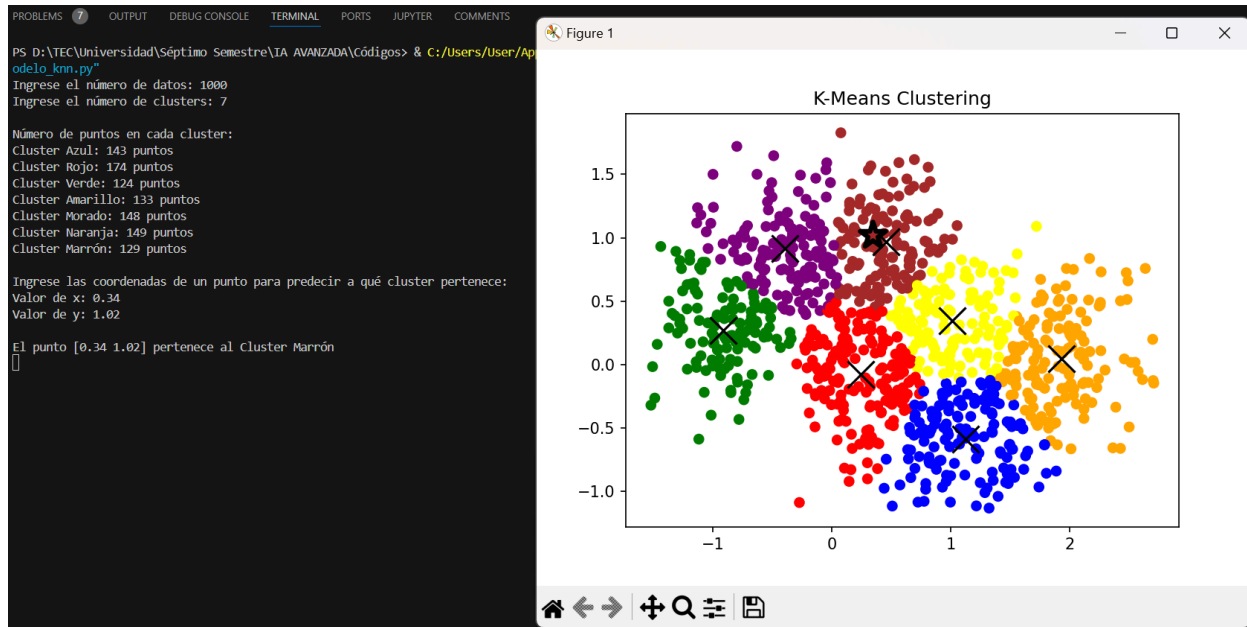 PROBLEMS 7 OUTPUT DEBUG CONSOLE TERMINAL PORTS JUPYTER COMMENTS
PS D:\TEC\Universidad\Séptimo Semestre\IA AVANZADA\Códigos> & C:/Users/User/Ap
odelo_knn.py"
Ingrese el número de datos: 1000
Ingrese el número de clusters: 7
Número de puntos en cada cluster:
Cluster Azul: 143 puntos
Cluster Rojo: 174 puntos
Cluster Verde: 124 puntos
Cluster Amarillo: 133 puntos
Cluster Morado: 148 puntos
Cluster Naranja: 149 puntos
Cluster Marrón: 129 puntos
Ingrese las coordenadas de un punto para predecir a qué cluster pertenece:
Valor de x: 0.34
Valor de y: 1.02
El punto [0.34 1.02] pertenece al Cluster Marrón
Figure 1
K-Means Clustering
1.5
1.0
0.5
0.0
−0.5
−1.0
−1 0 1 2